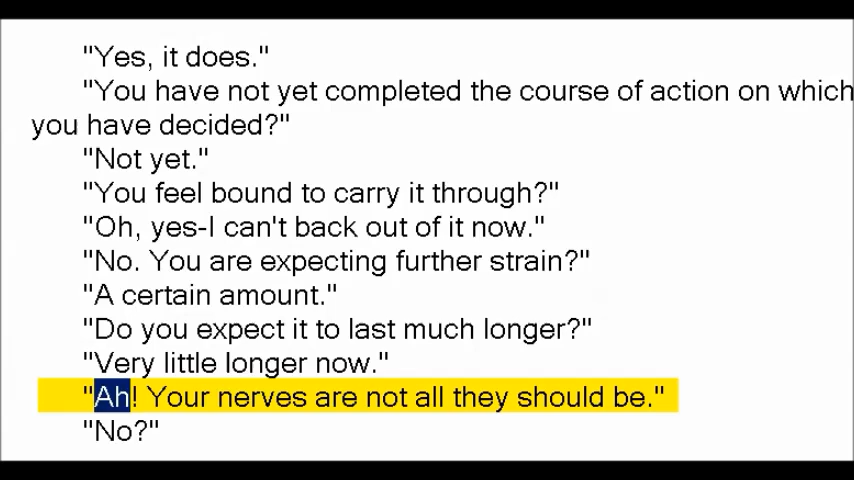 "Yes, it does."
"You have not yet completed the course of action on which
you have decided?"
"Not yet."
"You feel bound to carry it through?"
"Oh, yes-I can't back out of it now."
"No. You are expecting further strain?"
"A certain amount."
"Do you expect it to last much longer?"
"Very little longer now."
"Ah! Your nerves are not all they should be."
"No?"